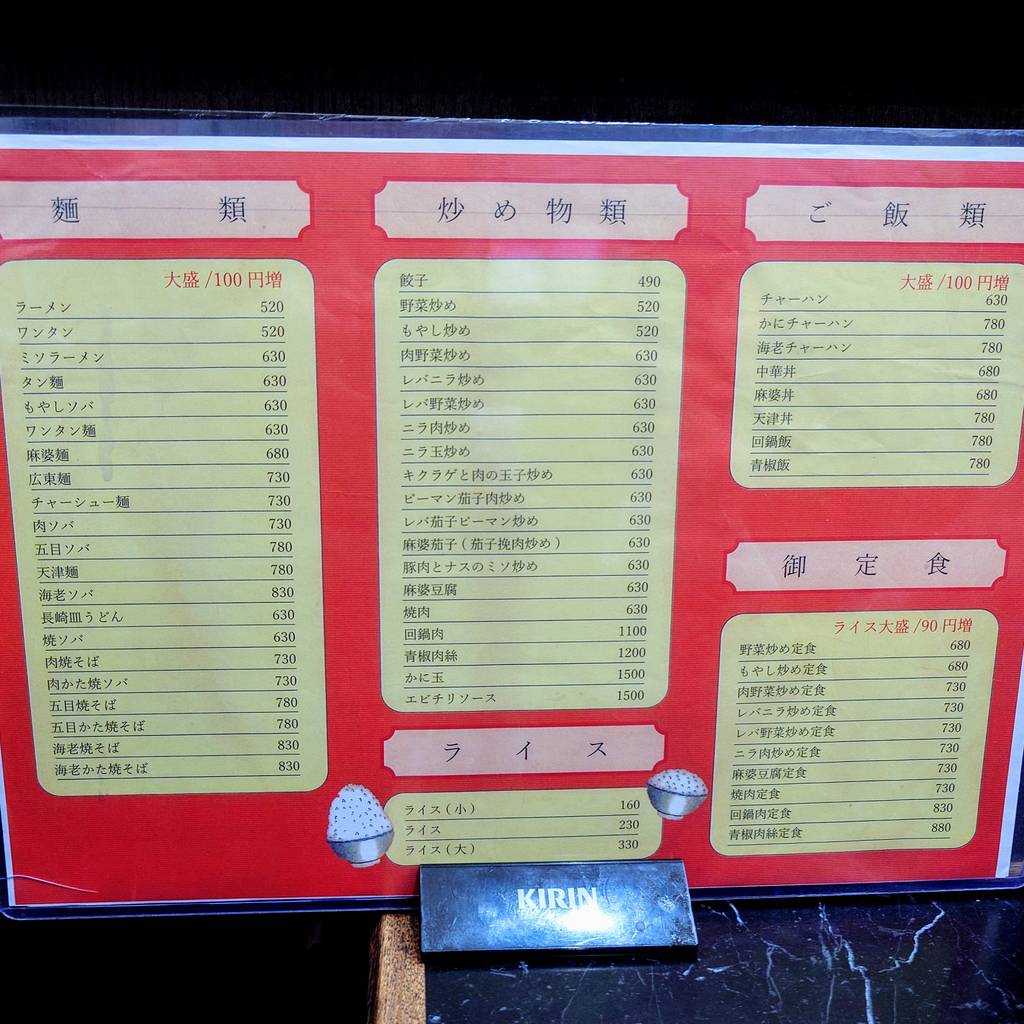 麺類
大盛/100円増
ラーメン 520
ワンタン 520
ミソラーメン 630
タン麺 630
もやしソバ 630
ワンタン麺 630
麻婆麺 680
広東麺 730
チャーシュー麺 730
肉ソバ 730
五目ソバ 780
天津麺 780
海老ソバ 830
長崎皿うどん 630
焼ソバ 630
肉焼そば 730
肉かた焼ソバ 730
五目焼そば 780
五目かた焼そば 780
海老焼そば 830
海老かた焼そば 830
炒め物類
餃子 490
野菜炒め 520
もやし炒め 520
肉野菜炒め 630
レバニラ炒め 630
レバ野菜炒め 630
ニラ肉炒め 630
ニラ玉炒め 630
キクラゲと肉の玉子炒め 630
ピーマン茄子肉炒め 630
レバ茄子ピーマン炒め 630
麻婆茄子(茄子挽肉炒め) 630
豚肉とナスのミソ炒め 630
麻婆豆腐 630
焼肉 630
回鍋肉 1100
青椒肉絲 1200
かに玉 1500
エビチリソース 1500
ライス
ライス(小) 160
ライス 230
ライス(大) 330
ご飯類
大盛/100円増
チャーハン 630
かにチャーハン 780
海老チャーハン 780
中華丼 680
麻婆丼 680
天津丼 780
回鍋飯 780
青椒飯 780
御定食
ライス大盛/90円増
野菜炒め定食 680
もやし炒め定食 680
肉野菜炒め定食 730
レバニラ炒め定食 730
レバ野菜炒め定食 730
ニラ肉炒め定食 730
麻婆豆腐定食 730
焼肉定食 730
回鍋肉定食 830
青椒肉絲定食 880
KIRIN